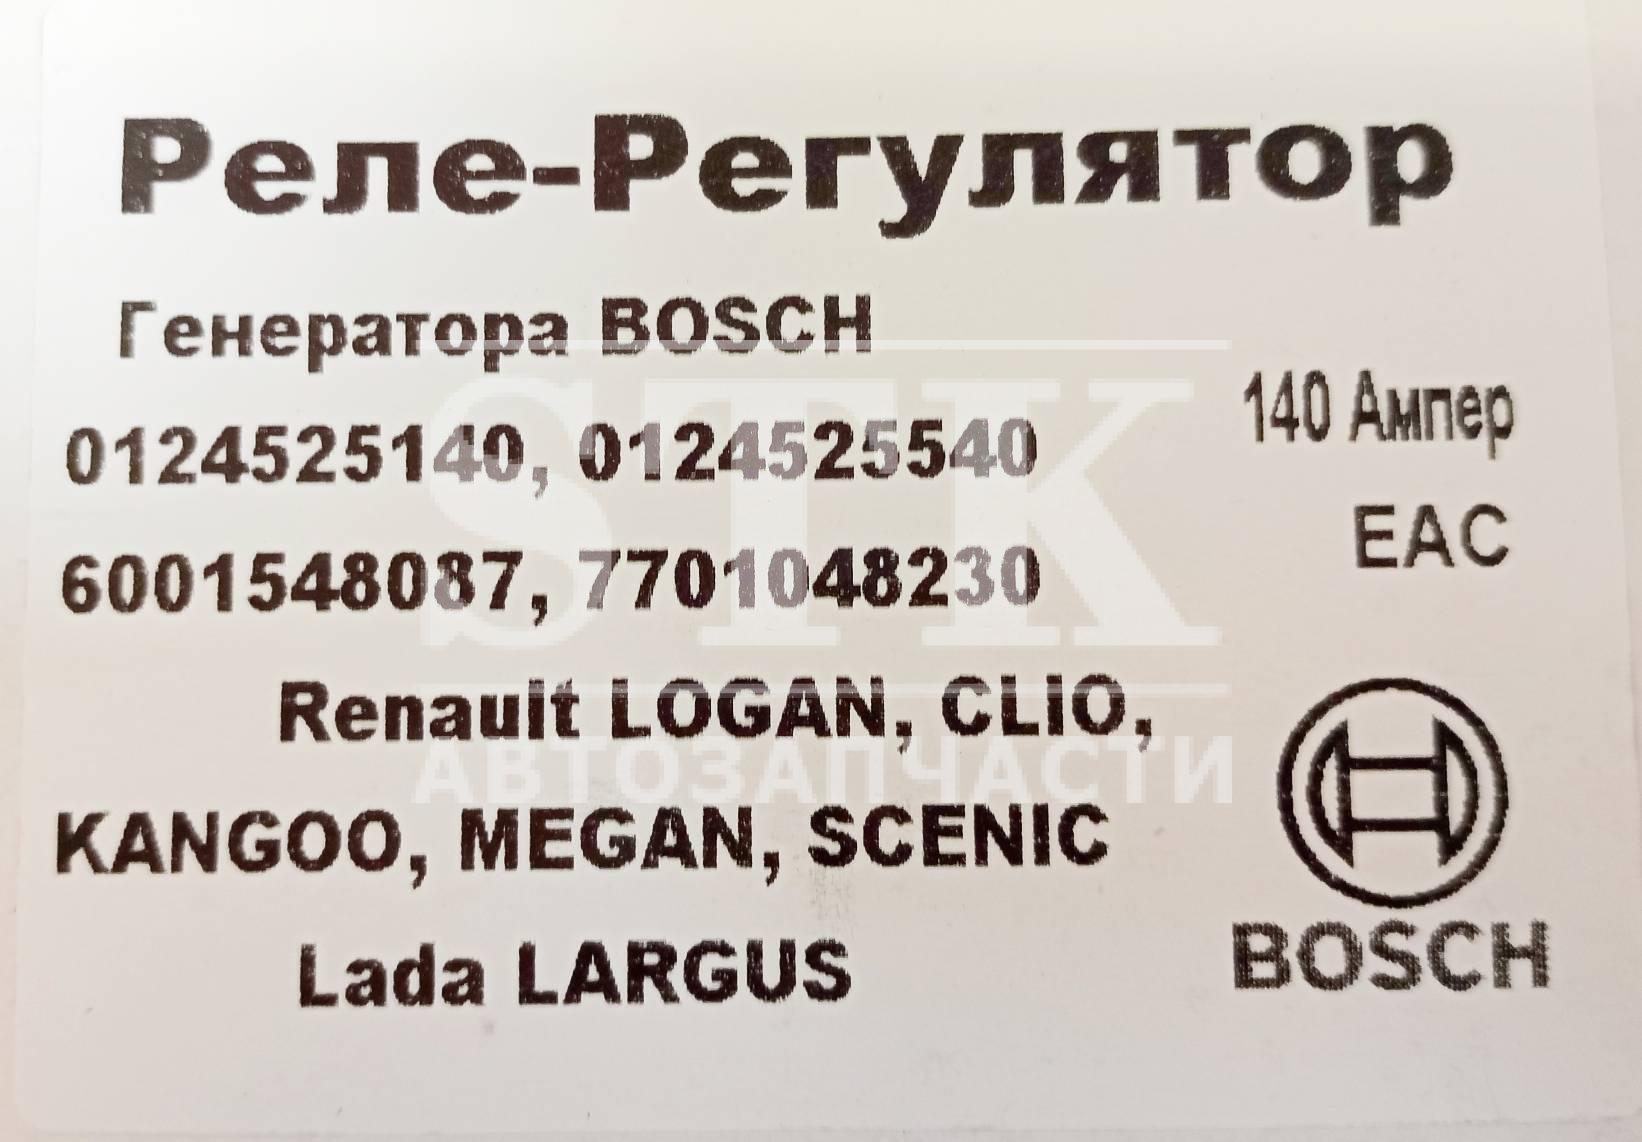 Реле-Регулятор
Генератора BOSCH
0124525140, 0124525540
140 Ампер
6001548087, 7701048230
EAC
STK
Renault LOGAN, CLIO,
АВТОЗАПЧАСТИ
KANGOO, MEGAN, SCENIC
Lada LARGUS
BOSCH